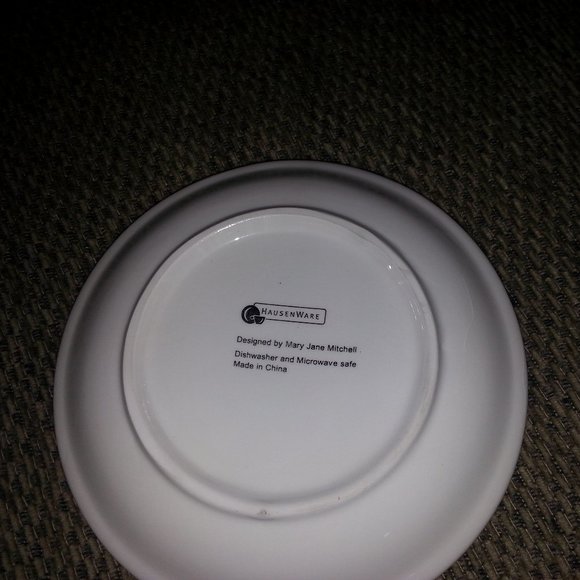 HAUSENWARE
Designed by Mary Jane Mitchell .
Dishwasher and Microwave safe
Made in China